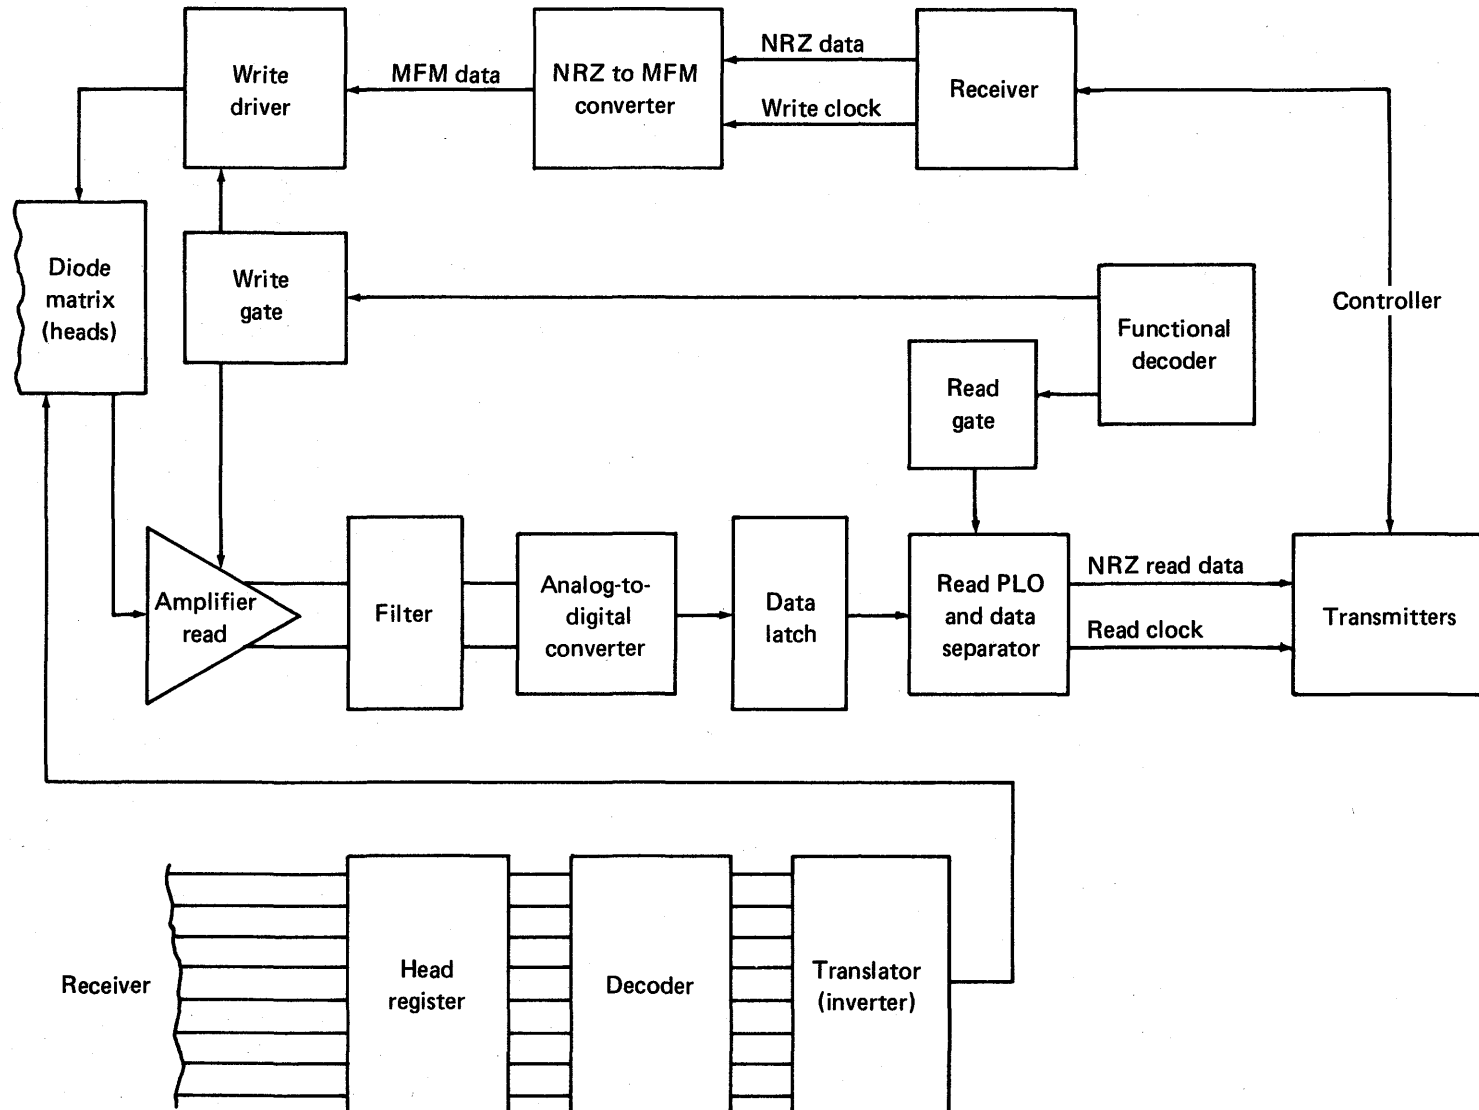 Write
driver
MFM data
NRZ to MFM
converter
NRZ data
Write clock
Receiver
Diode
matrix
(heads)
Write
gate
Functional
decoder
Controller
Read
gate
Amplifier
read
Filter
Analog-to-
digital
converter
Data
latch
Read PLO
and data
separator
NRZ read data
Read clock
Transmitters
Receiver
Head
register
Decoder
Translator
(inverter)